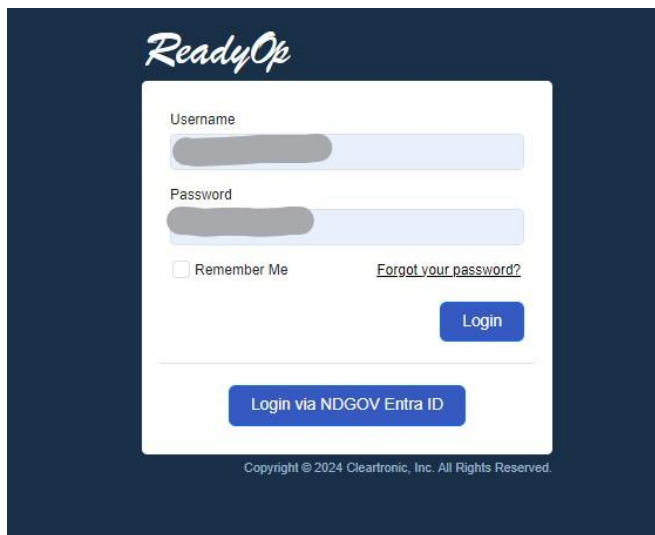 ReadyOp
Username
Password
Remember Me
Forgot your password?
Login
Login via NDGOV Entra ID
Copyright © 2024 Cleartronic, Inc. All Rights Reserved.